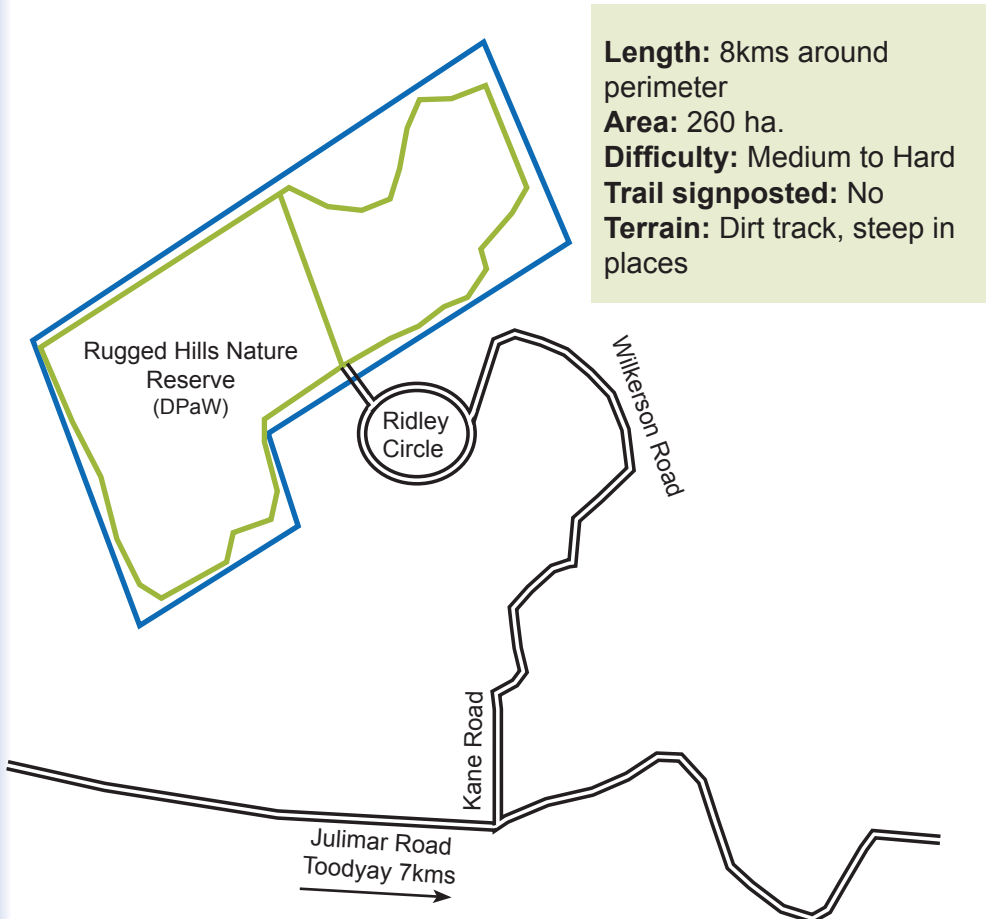 Length: 8kms around
perimeter
Area: 260 ha.
Difficulty: Medium to Hard
Trail signposted: No
Terrain: Dirt track, steep in
places
Rugged Hills Nature
Reserve
(DPaW)
Ridley
Circle
Wilkerson Road
Kane Road
Julimar Road
Toodyay 7kms